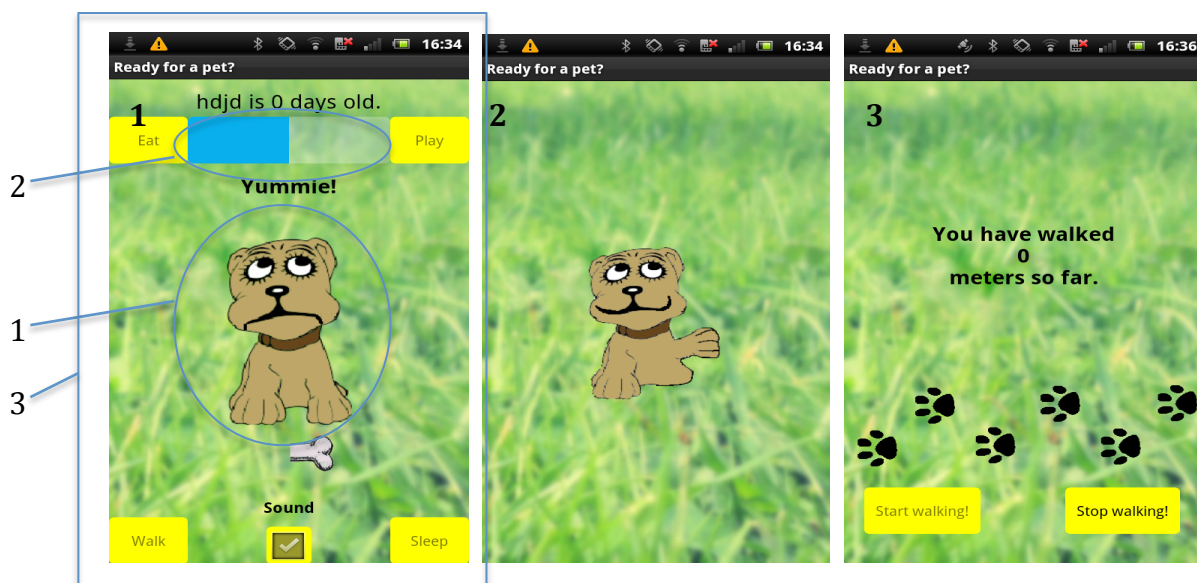 16:34
Ready for a pet?
1
hdjd is 0 days old.
Eat
Play
Yummie!
Sound
Walk
Sleep
2
1
3
16:34
Ready for a pet?
2
16:36
Ready for a pet?
3
You have walked
0
meters so far.
Start walking!
Stop walking!